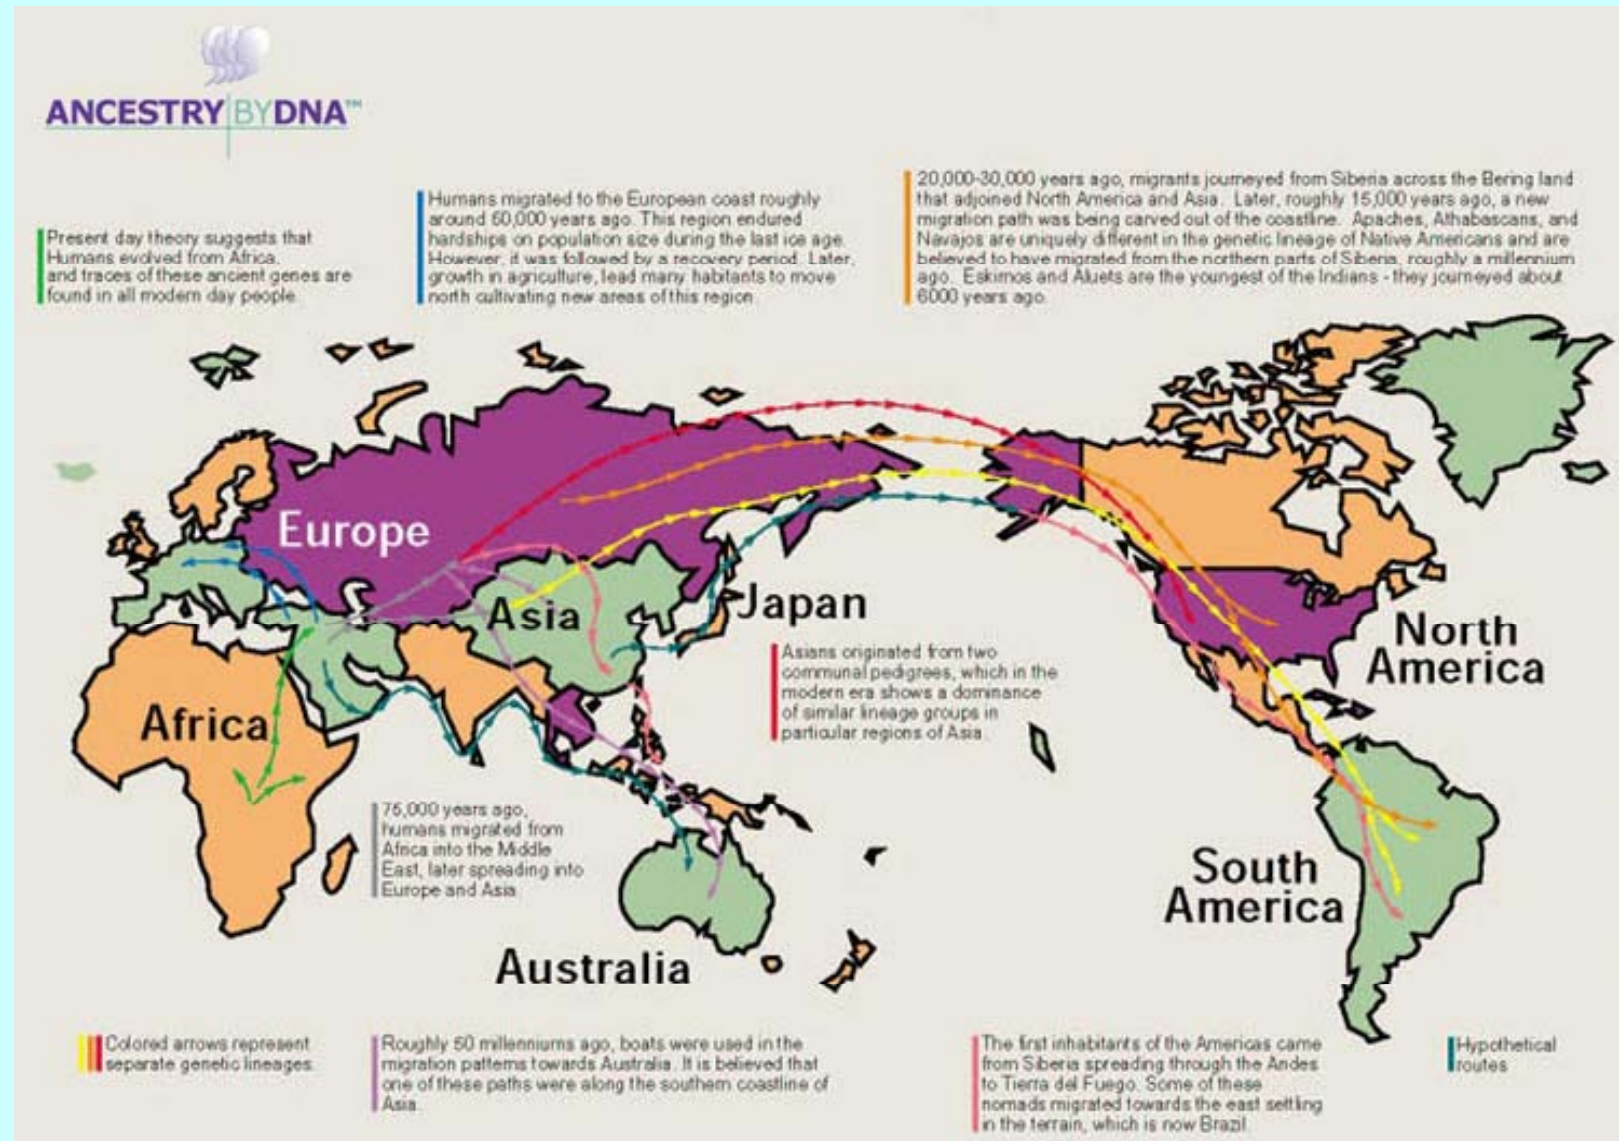 ANCESTRY BY DNA™
Present day theory suggests that
Humans evolved from Africa,
and traces of these ancient genes are
found in all modern day people.
Humans migrated to the European coast roughly
around 60,000 years ago. This region endured
hardships on population size during the last ice age.
However, it was followed by a recovery period. Later,
growth in agriculture, lead many habitants to move
north cultivating new areas of this region.
20,000-30,000 years ago, migrants journeyed from Siberia across the Bering land
that adjoined North America and Asia. Later, roughly 15,000 years ago, a new
migration path was being carved out of the coastline. Apaches, Athabascans, and
Navajos are uniquely different in the genetic lineage of Native Americans and are
believed to have migrated from the northern parts of Siberia, roughly a millennium
ago. Eskimos and Aluets are the youngest of the Indians - they journeyed about
6000 years ago.
Europe
Asia
Japan
North
America
Africa
Asians originated from two
communal pedigrees, which in the
modern era shows a dominance
of similar lineage groups in
particular regions of Asia.
75,000 years ago,
humans migrated from
Africa into the Middle
East, later spreading into
Europe and Asia.
South
America
Australia
Colored arrows represent
separate genetic lineages.
Roughly 50 millenniums ago, boats were used in the
migration patterns towards Australia. It is believed that
one of these paths were along the southern coastline of
Asia.
The first inhabitants of the Americas came
from Siberia spreading through the Andes
to Tierra del Fuego. Some of these
nomads migrated towards the east settling
in the terrain, which is now Brazil.
Hypothetical
routes